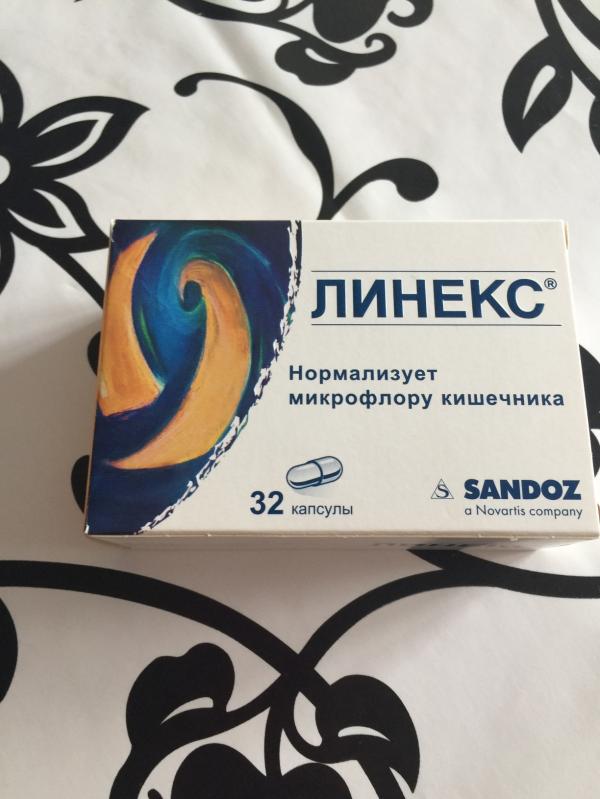 ЛИНЕКС®
Нормализует
микрофлору кишечника
32 капсулы
SANDOZ
a Novartis company